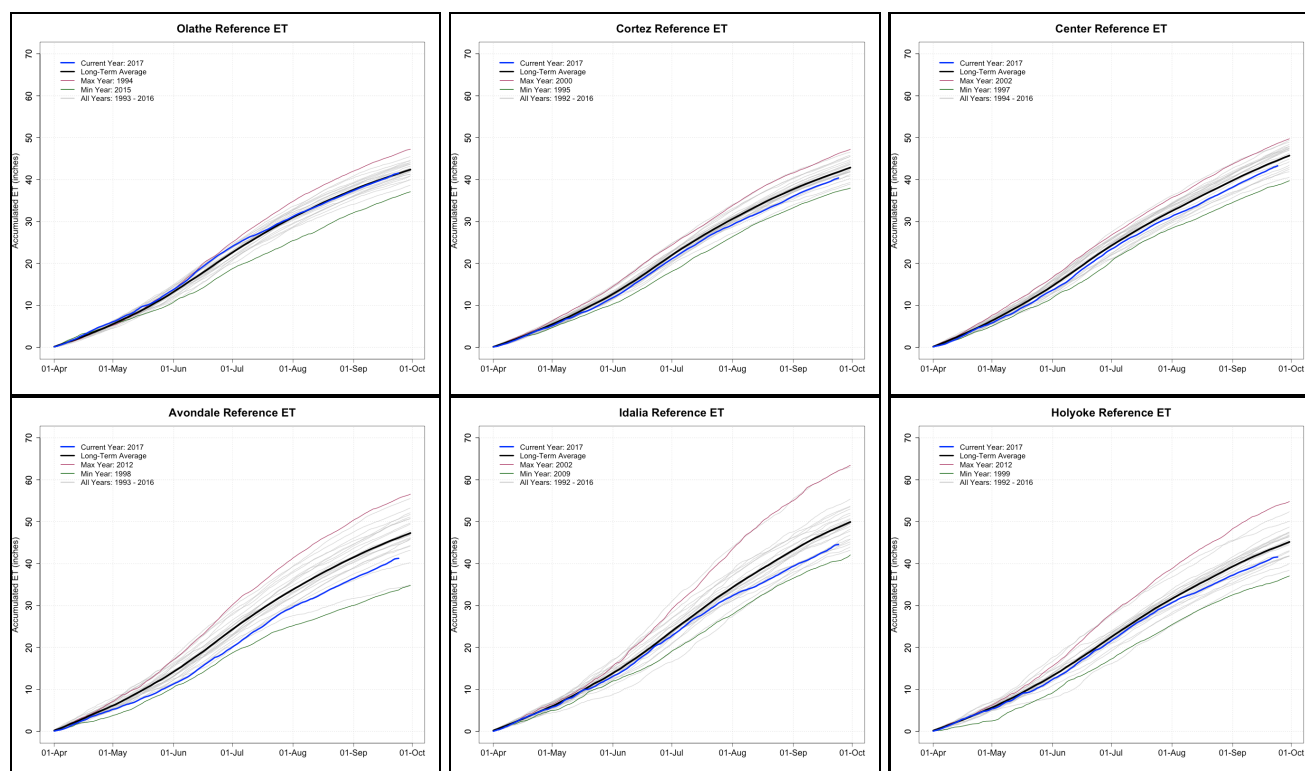 Olathe Reference ET
Current Year: 2017
Long-Term Average
Max Year: 1994
Min Year: 2015
All Years: 1993 - 2016
Accumulated ET (inches)
0 10 20 30 40 50 60 70
01-Apr 01-May 01-Jun 01-Jul 01-Aug 01-Sep 01-Oct
Cortez Reference ET
Current Year: 2017
Long-Term Average
Max Year: 2000
Min Year: 1995
All Years: 1992 - 2016
Accumulated ET (inches)
0 10 20 30 40 50 60 70
01-Apr 01-May 01-Jun 01-Jul 01-Aug 01-Sep 01-Oct
Center Reference ET
Current Year: 2017
Long-Term Average
Max Year: 2002
Min Year: 1997
All Years: 1994 - 2016
Accumulated ET (inches)
0 10 20 30 40 50 60 70
01-Apr 01-May 01-Jun 01-Jul 01-Aug 01-Sep 01-Oct
Avondale Reference ET
Current Year: 2017
Long-Term Average
Max Year: 2012
Min Year: 1998
All Years: 1993 - 2016
Accumulated ET (inches)
0 10 20 30 40 50 60 70
01-Apr 01-May 01-Jun 01-Jul 01-Aug 01-Sep 01-Oct
Idalia Reference ET
Current Year: 2017
Long-Term Average
Max Year: 2002
Min Year: 2009
All Years: 1992 - 2016
Accumulated ET (inches)
0 10 20 30 40 50 60 70
01-Apr 01-May 01-Jun 01-Jul 01-Aug 01-Sep 01-Oct
Holyoke Reference ET
Current Year: 2017
Long-Term Average
Max Year: 2012
Min Year: 1999
All Years: 1992 - 2016
Accumulated ET (inches)
0 10 20 30 40 50 60 70
01-Apr 01-May 01-Jun 01-Jul 01-Aug 01-Sep 01-Oct